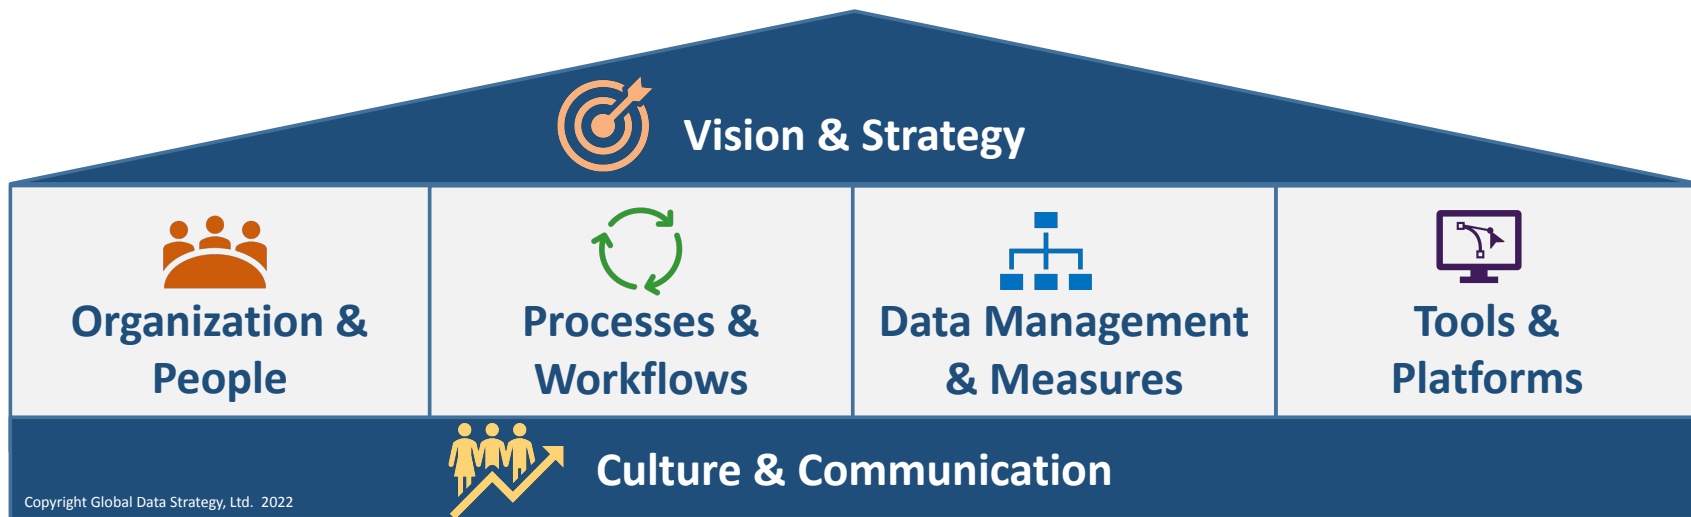 Vision & Strategy
Organization &
People
Processes &
Workflows
Data Management
& Measures
Tools &
Platforms
Culture & Communication
Copyright Global Data Strategy, Ltd. 2022